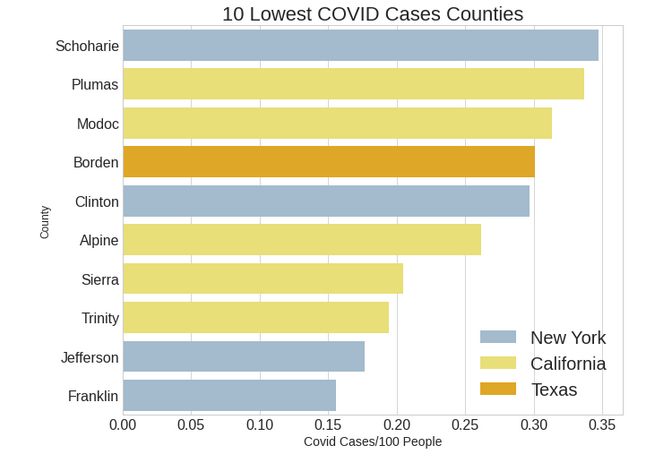 10 Lowest COVID Cases Counties
Schoharie
Plumas
Modoc
Borden
Clinton
Alpine
Sierra
Trinity
Jefferson
Franklin
County
New York
California
Texas
0.00 0.05 0.10 0.15 0.20 0.25 0.30 0.35
Covid Cases/100 People